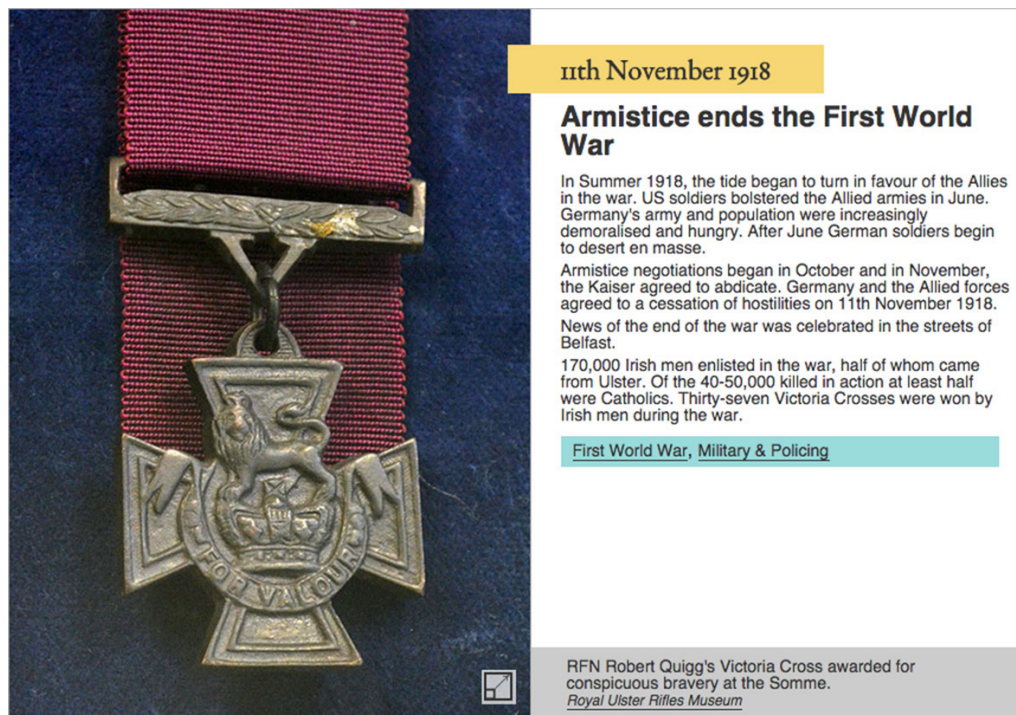 11th November 1918
Armistice ends the First World
War
In Summer 1918, the tide began to turn in favour of the Allies
in the war. US soldiers bolstered the Allied armies in June.
Germany's army and population were increasingly
demoralised and hungry. After June German soldiers begin
to desert en masse.
Armistice negotiations began in October and in November,
the Kaiser agreed to abdicate. Germany and the Allied forces
agreed to a cessation of hostilities on 11th November 1918.
News of the end of the war was celebrated in the streets of
Belfast.
170,000 Irish men enlisted in the war, half of whom came
from Ulster. Of the 40-50,000 killed in action at least half
were Catholics. Thirty-seven Victoria Crosses were won by
Irish men during the war.
First World War, Military & Policing
FOR VALOUR
RFN Robert Quigg's Victoria Cross awarded for
conspicuous bravery at the Somme.
Royal Ulster Rifles Museum